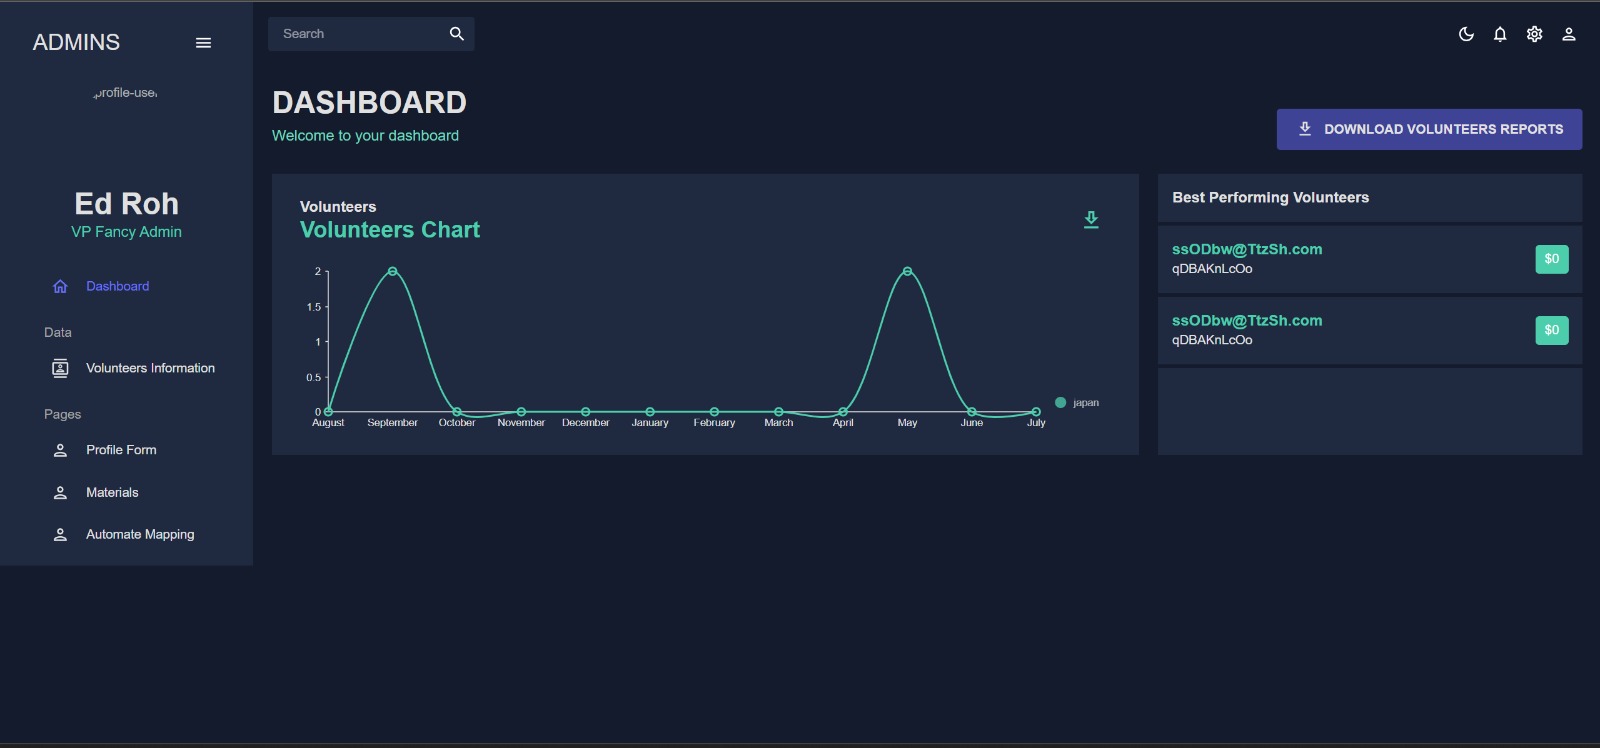 ADMINS
profile-user
Ed Roh
VP Fancy Admin
Dashboard
Data
Volunteers Information
Pages
Profile Form
Materials
Automate Mapping
Search
DASHBOARD
Welcome to your dashboard
DOWNLOAD VOLUNTEERS REPORTS
Volunteers
Volunteers Chart
2
1.5
1
0.5
0
August September October November December January February March April May June July
japan
Best Performing Volunteers
ssODbw@TtzSh.com
qDBAKnLcOo
$0
ssODbw@TtzSh.com
qDBAKnLcOo
$0